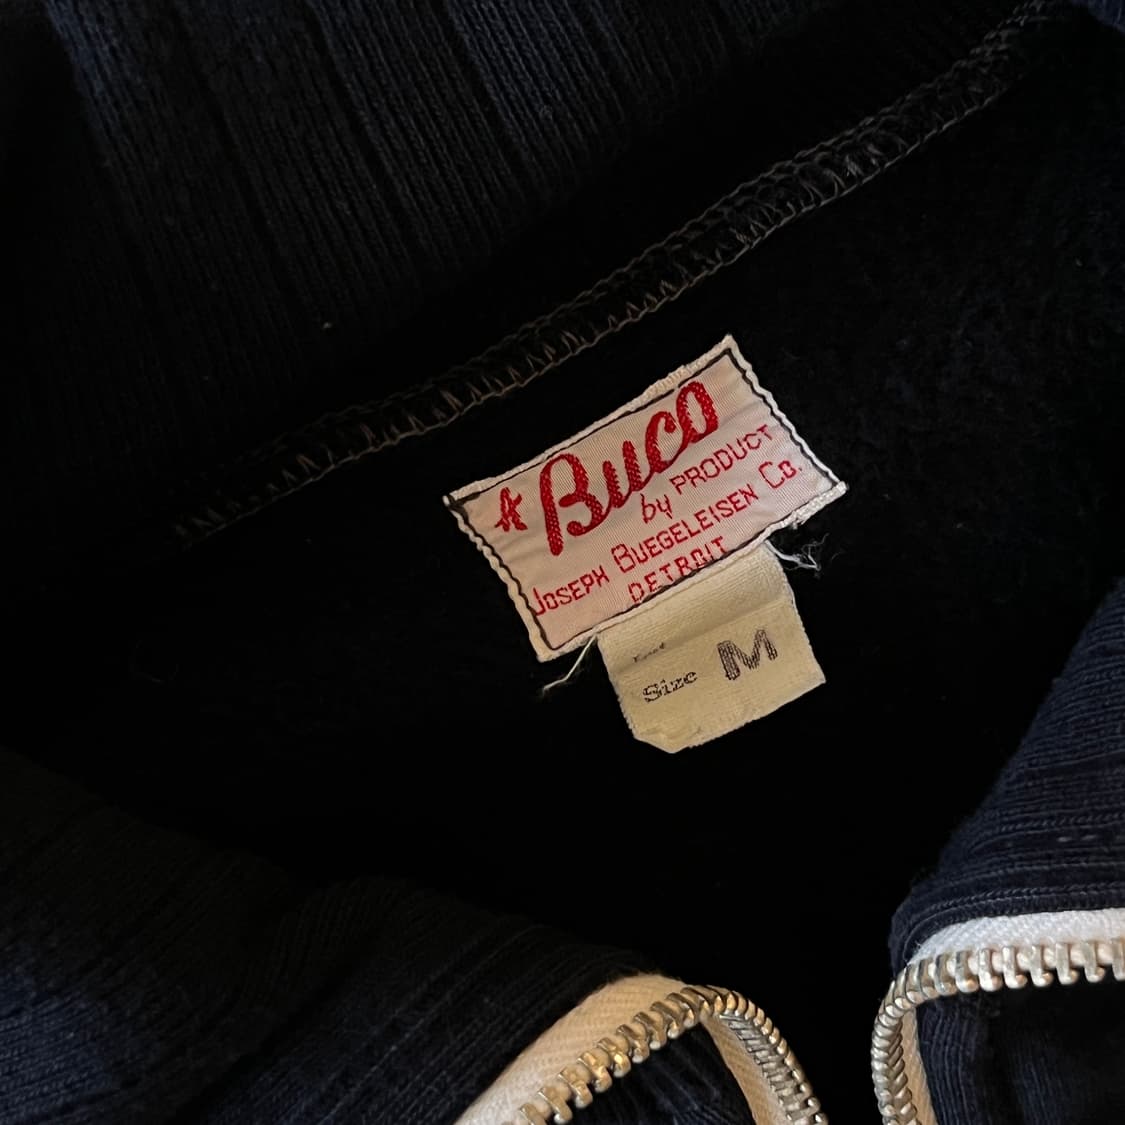 A Buco
PRODUCT
by
JOSEPH BUEGELEISEN CO.
DETROIT
Size M